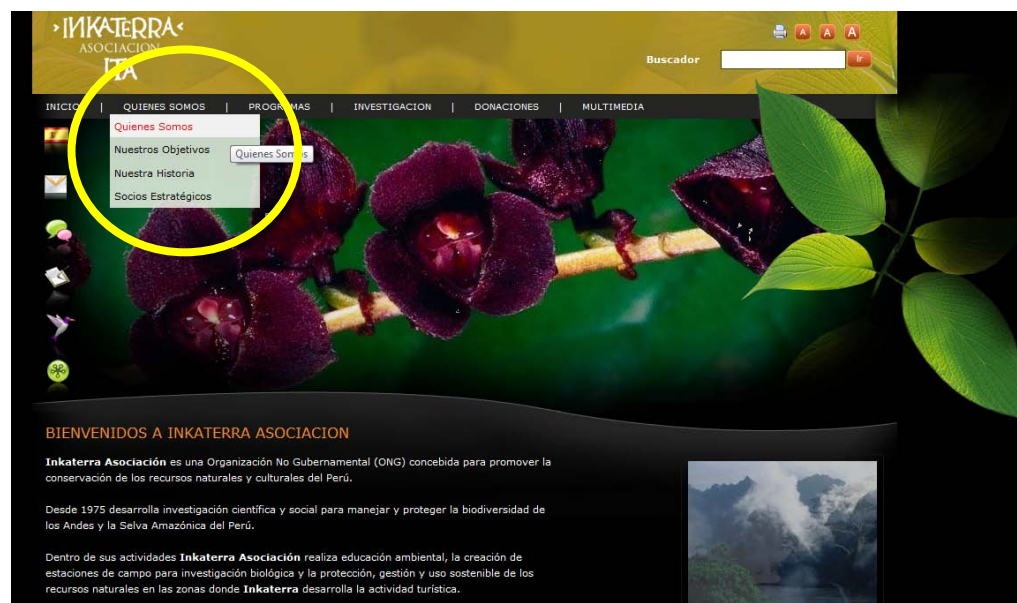 >INKATERRA<
ASOCIACION
ITA
A A A
Buscador
Ir
INICIO | QUIENES SOMOS | PROGRAMAS | INVESTIGACION | DONACIONES | MULTIMEDIA
Quienes Somos
Nuestros Objetivos
Quienes Somos
Nuestra Historia
Socios Estratégicos
BIENVENIDOS A INKATERRA ASOCIACION
Inkaterra Asociación es una Organización No Gubernamental (ONG) concebida para promover la
conservación de los recursos naturales y culturales del Perú.
Desde 1975 desarrolla investigación científica y social para manejar y proteger la biodiversidad de
los Andes y la Selva Amazónica del Perú.
Dentro de sus actividades Inkaterra Asociación realiza educación ambiental, la creación de
estaciones de campo para investigación biológica y la protección, gestión y uso sostenible de los
recursos naturales en las zonas donde Inkaterra desarrolla la actividad turística.